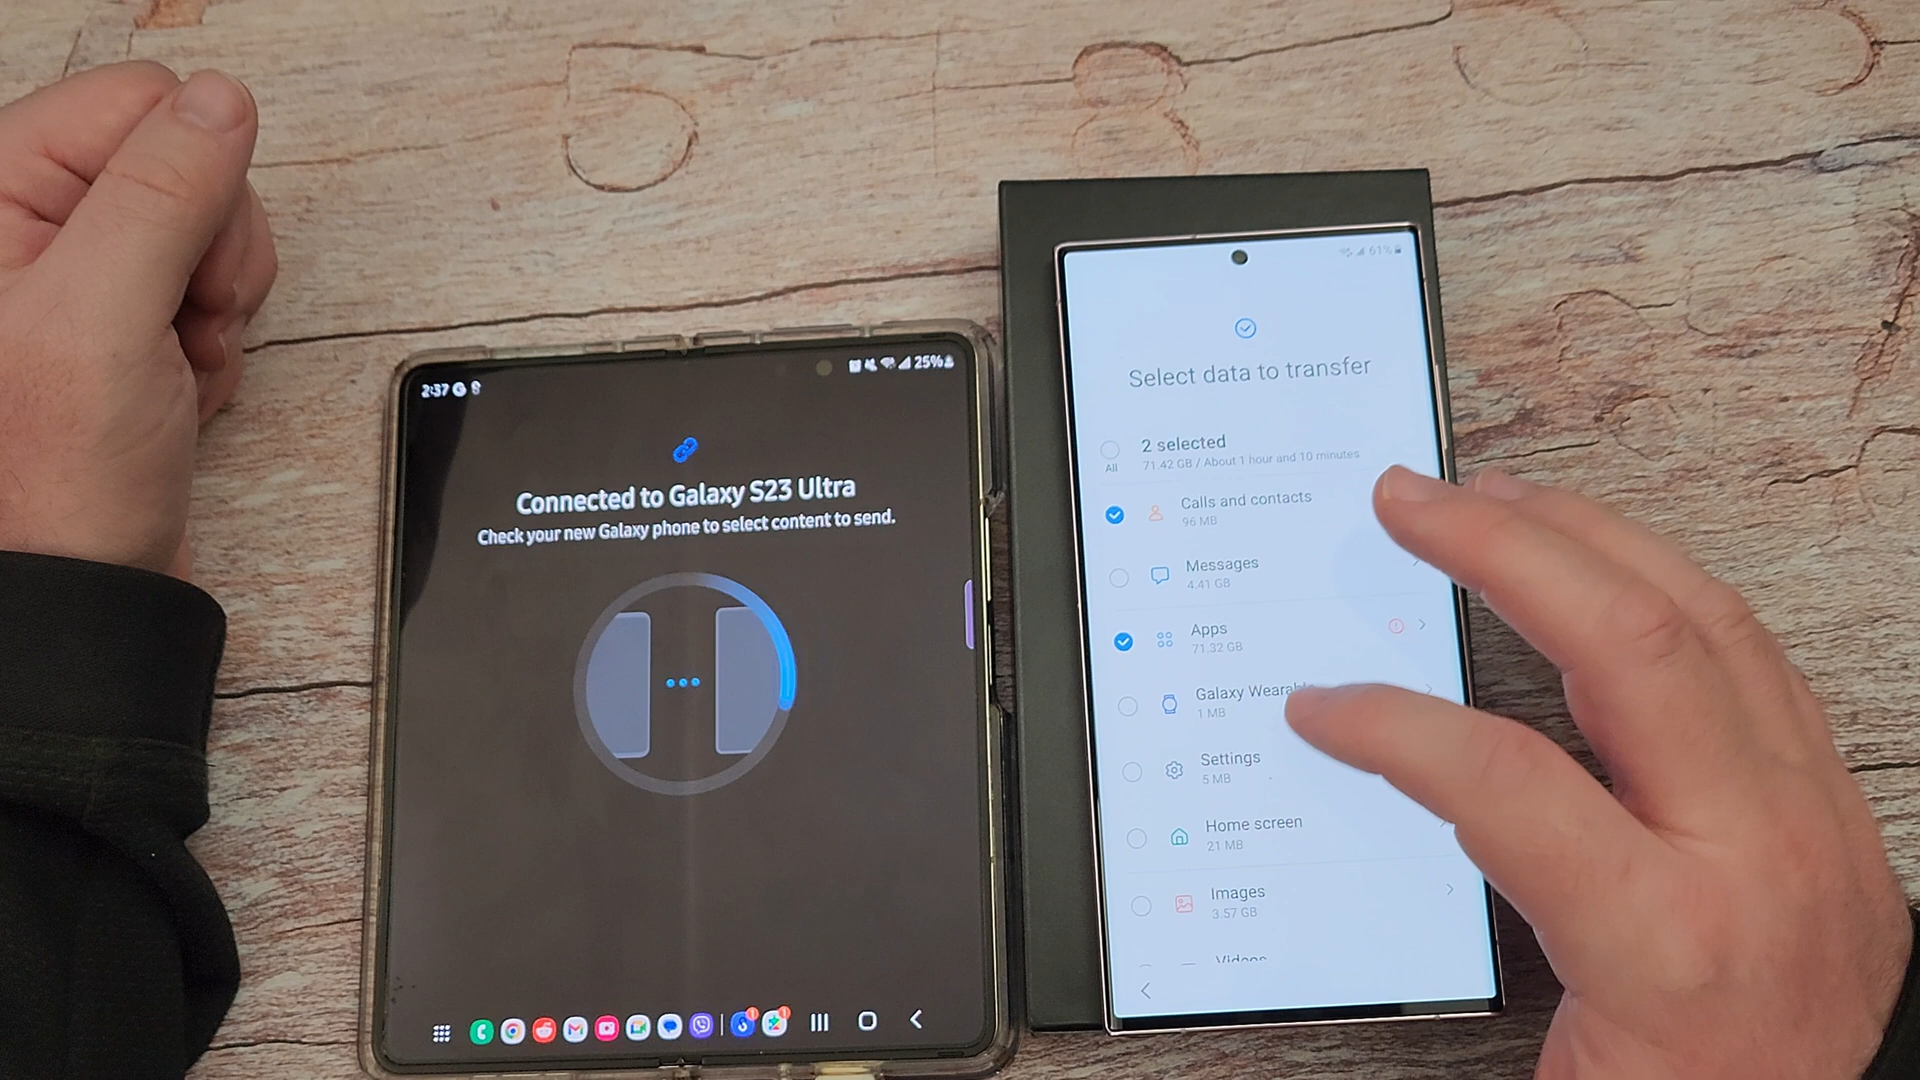 2:37
25%
Connected to Galaxy S23 Ultra
Check your new Galaxy phone to select content to send.
61%
Select data to transfer
All
2 selected
71.42 GB / About 1 hour and 10 minutes
Calls and contacts
96 MB
Messages
4.41 GB
Apps
71.32 GB
Galaxy
1 MB
Settings
5 MB
Home screen
21 MB
Images
3.57 GB
Videos